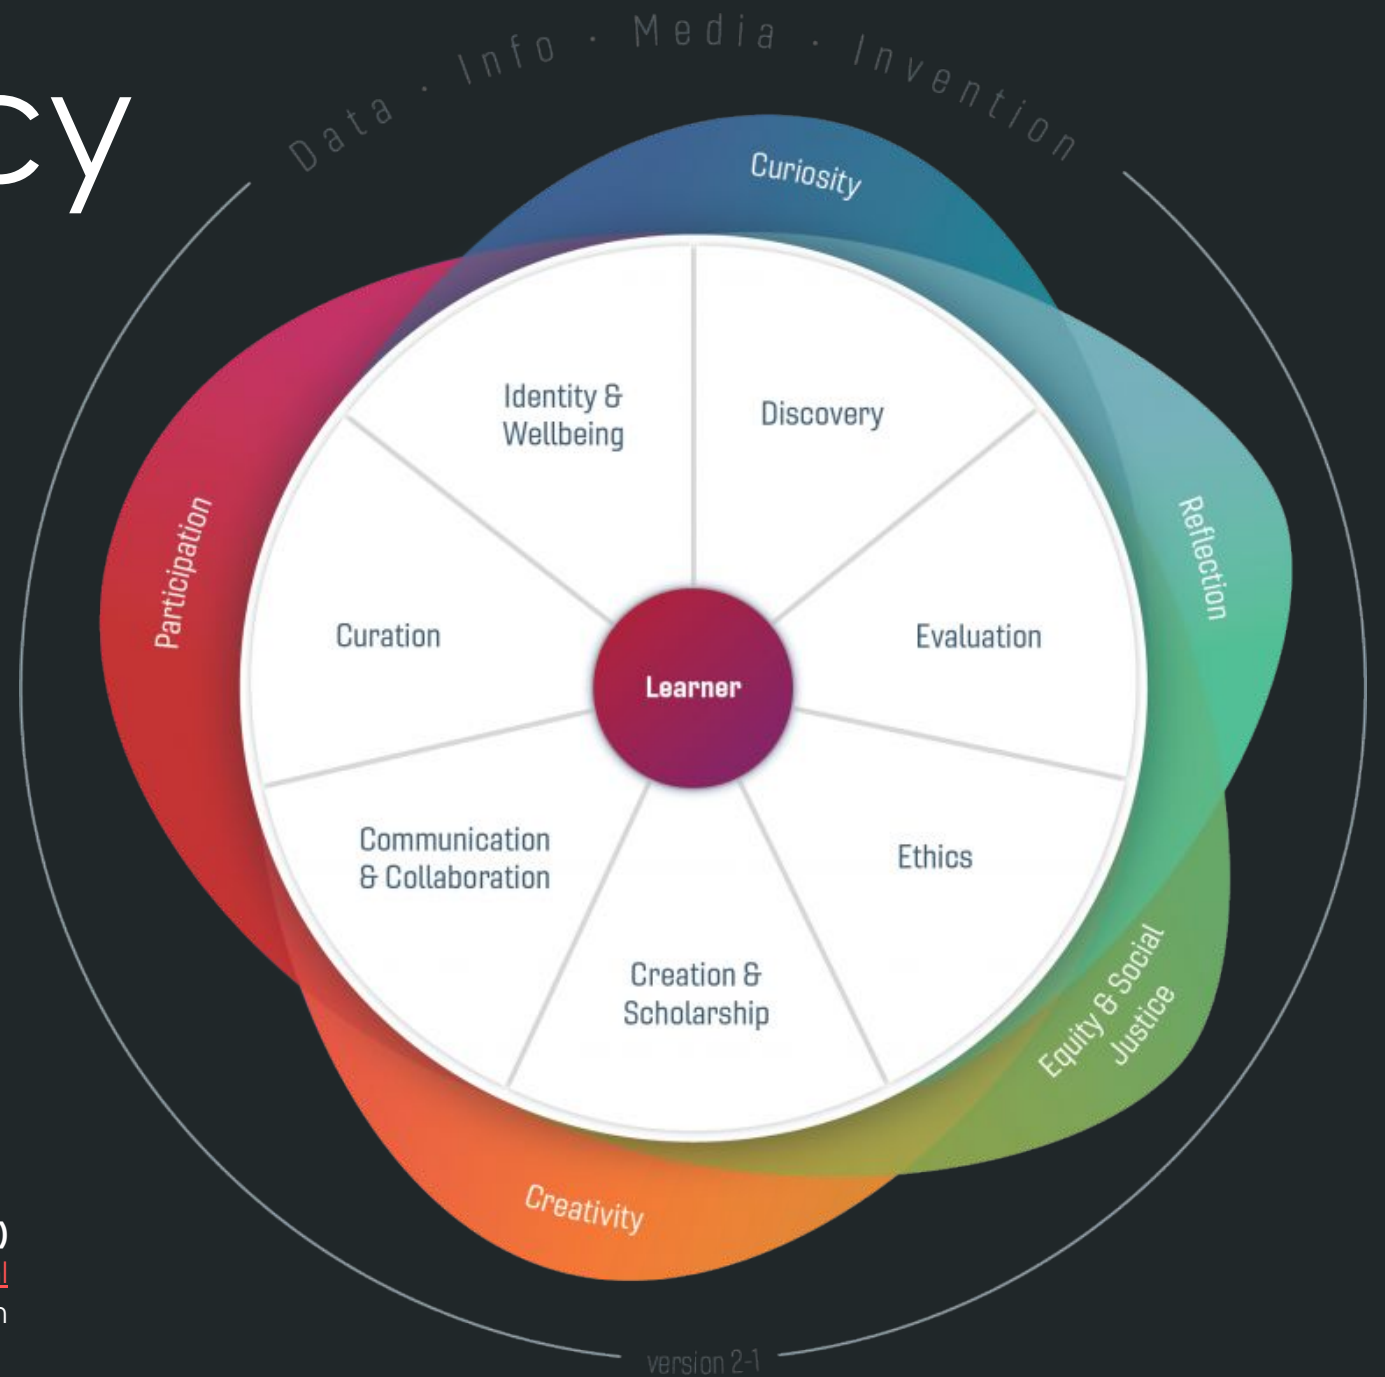 Data · Info · Media · Invention
cy
Curiosity
Identity &
Wellbeing
Discovery
Participation
Reflection
Curation
Evaluation
Learner
Communication
& Collaboration
Ethics
Creation &
Scholarship
Equity & Social
Justice
Creativity
)
l
n
version 2-1